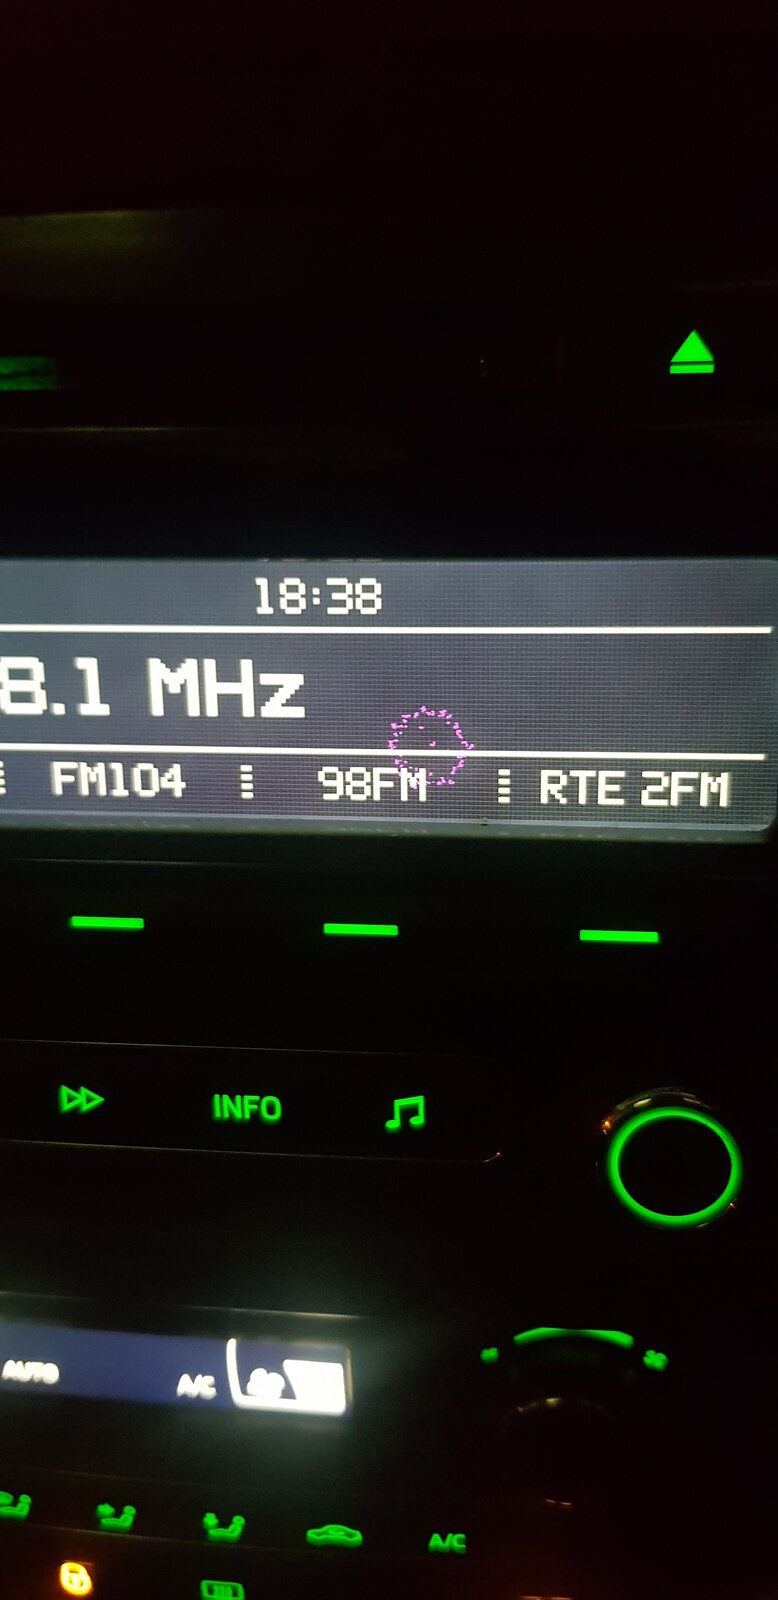 18:38
8.1 MHz
FM104 98FM RTE 2FM
INFO
AUTO A/C
A/C